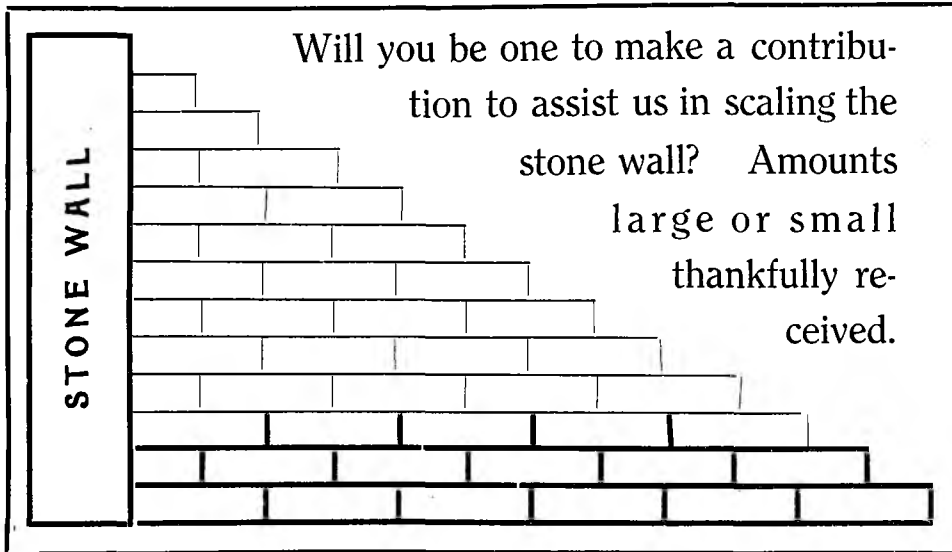 STONE WALL
Will you be one to make a contribu-
tion to assist us in scaling the
stone wall? Amounts
large or small
thankfully re-
ceived.